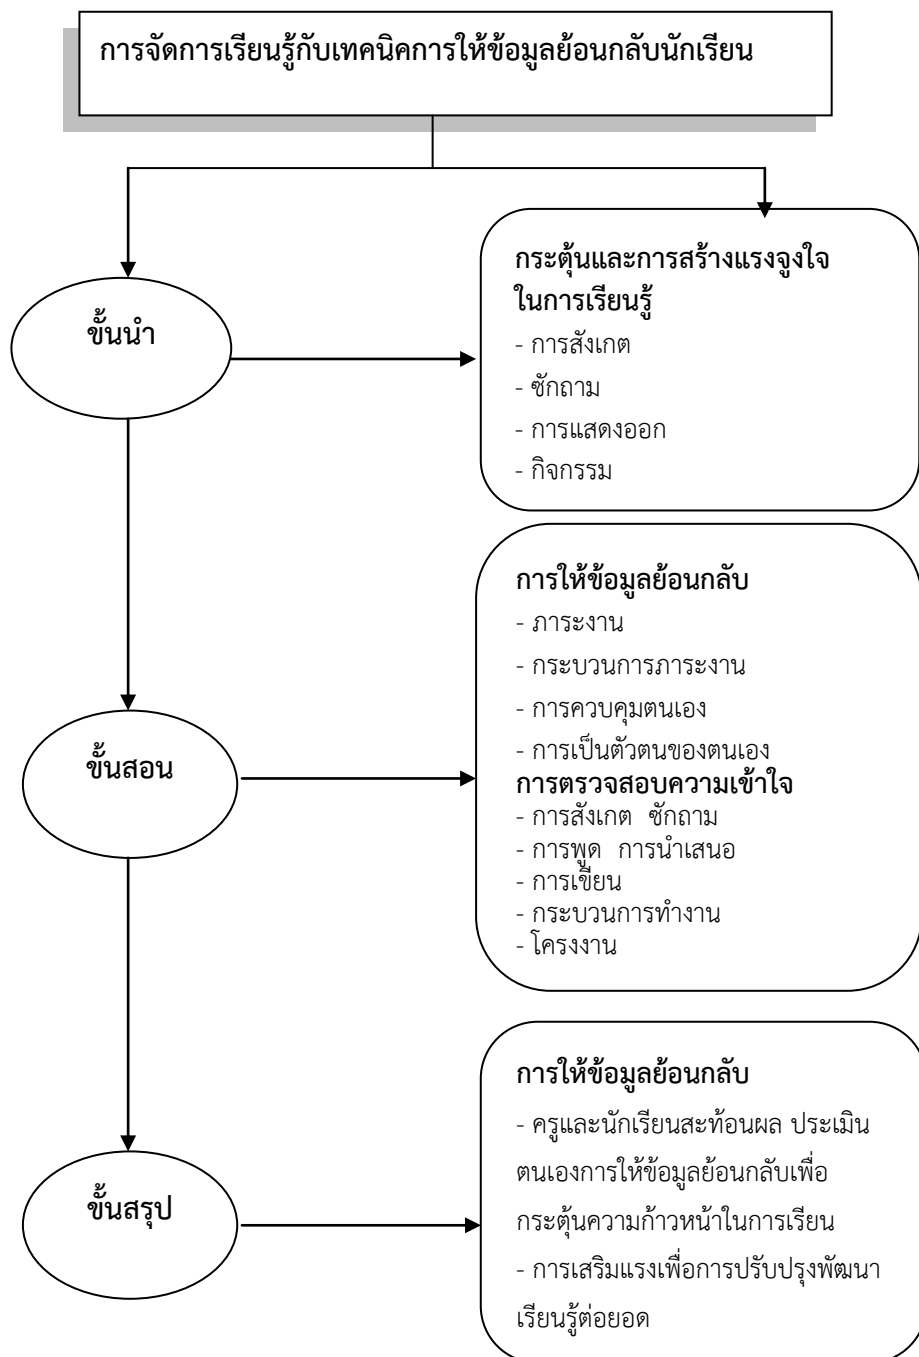 การจัดการเรียนรู้กับเทคนิคการให้ข้อมูลย้อนกลับนักเรียน
กระตุ้นและการสร้างแรงจูงใจ
ในการเรียนรู้
- การสังเกต
- ซักถาม
- การแสดงออก
- กิจกรรม
ขั้นนำ
การให้ข้อมูลย้อนกลับ
- ภาระงาน
- กระบวนการภาระงาน
- การควบคุมตนเอง
- การเป็นตัวตนของตนเอง
การตรวจสอบความเข้าใจ
- การสังเกต ซักถาม
- การพูด การนำเสนอ
- การเขียน
- กระบวนการทำงาน
- โครงงาน
ขั้นสอน
การให้ข้อมูลย้อนกลับ
- ครูและนักเรียนสะท้อนผล ประเมิน
ตนเองการให้ข้อมูลย้อนกลับเพื่อ
กระตุ้นความก้าวหน้าในการเรียน
- การเสริมแรงเพื่อการปรับปรุงพัฒนา
เรียนรู้ต่อยอด
ขั้นสรุป